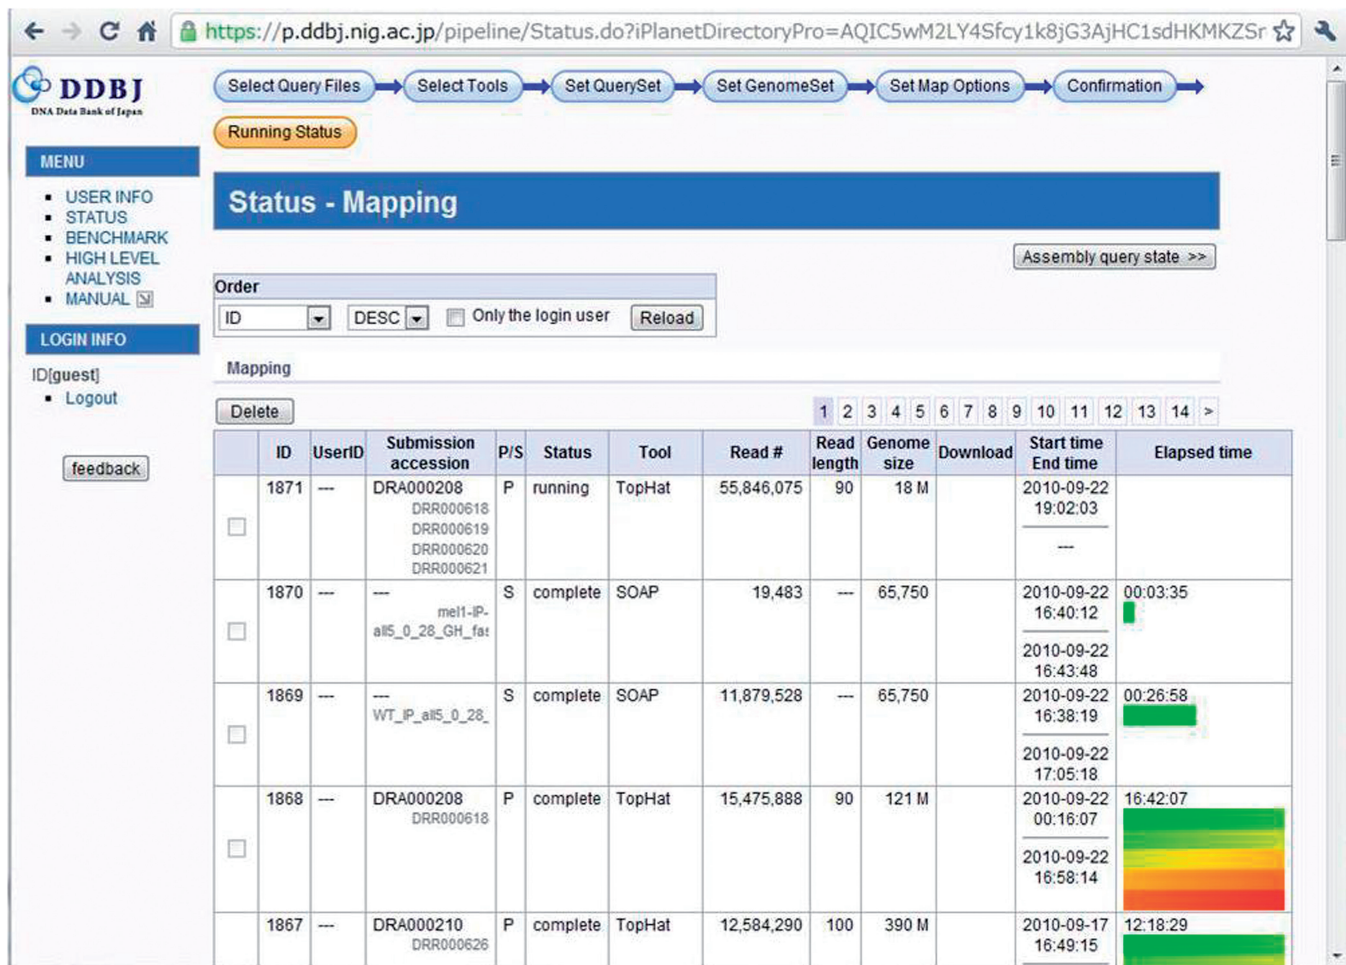 https://p.ddbj.nig.ac.jp/pipeline/Status.do?iPlanetDirectoryPro=AQIC5wM2LY4Sfcy1k8jG3AjHC1sdHKMKZSr
DDBJ
DNA Data Bank of Japan
Select Query Files Select Tools Set QuerySet Set GenomeSet Set Map Options Confirmation
Running Status
MENU
USER INFO
STATUS
BENCHMARK
HIGH LEVEL
ANALYSIS
MANUAL
LOGIN INFO
ID[guest]
Logout
feedback
Status - Mapping
Assembly query state >>
Order
ID DESC Only the login user Reload
Mapping
Delete 1 2 3 4 5 6 7 8 9 10 11 12 13 14 >
ID UserID Submission accession P/S Status Tool Read # Read length Genome size Download Start time End time Elapsed time
1871 --- DRA000208 P running TopHat 55,846,075 90 18 M 2010-09-22
DRR000618 19:02:03
DRR000619
DRR000620 ---
DRR000621
1870 --- --- S complete SOAP 19,483 --- 65,750 2010-09-22 00:03:35
mel1-IP- 16:40:12
all5_0_28_GH_fas
2010-09-22
16:43:48
1869 --- --- S complete SOAP 11,879,528 --- 65,750 2010-09-22 00:26:58
WT_IP_all5_0_28_ 16:38:19
2010-09-22
17:05:18
1868 --- DRA000208 P complete TopHat 15,475,888 90 121 M 2010-09-22 16:42:07
DRR000618 00:16:07
2010-09-22
16:58:14
1867 --- DRA000210 P complete TopHat 12,584,290 100 390 M 2010-09-17 12:18:29
DRR000626 16:49:15